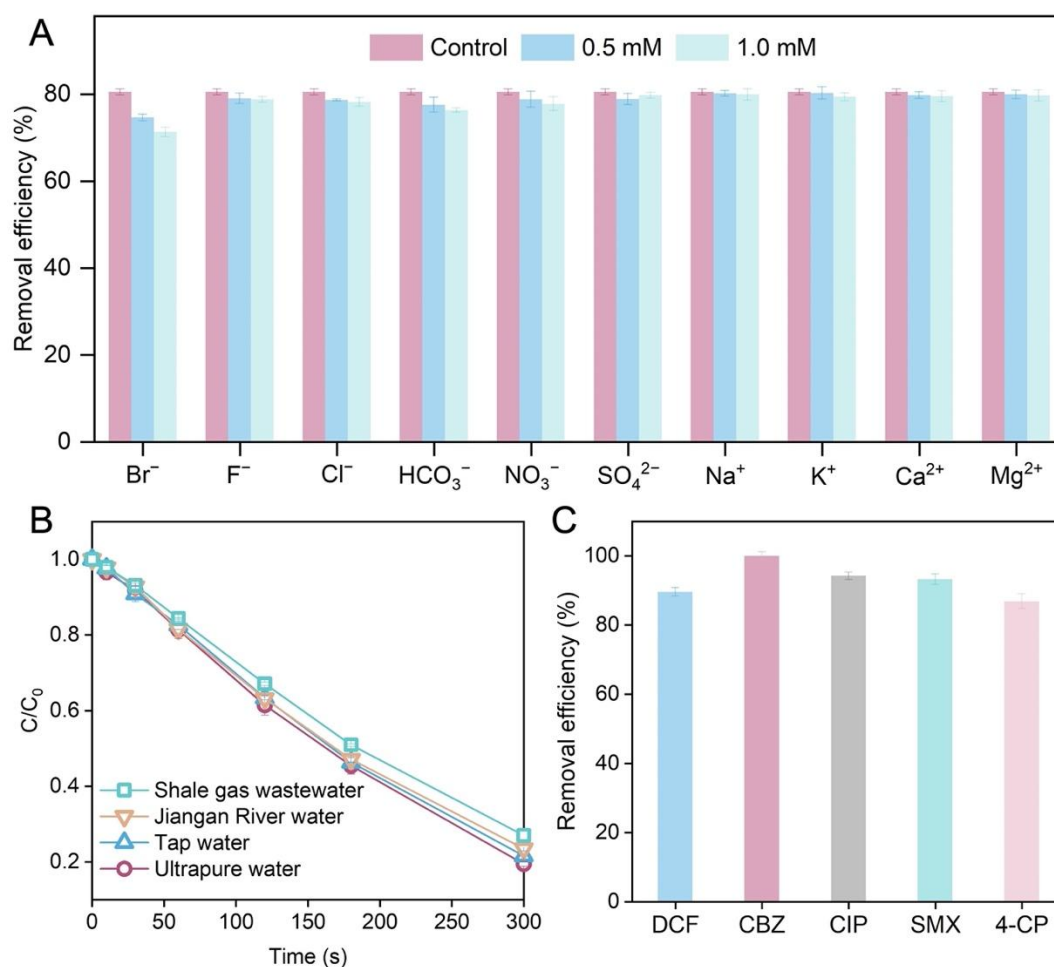 A
Control 0.5 mM 1.0 mM
Removal efficiency (%)
80
60
40
20
0
Br⁻ F⁻ Cl⁻ HCO₃⁻ NO₃⁻ SO₄²⁻ Na⁺ K⁺ Ca²⁺ Mg²⁺
B
C/C₀
1.0
0.8
0.6
0.4
0.2
Shale gas wastewater
Jiangan River water
Tap water
Ultrapure water
0 50 100 150 200 250 300
Time (s)
C
Removal efficiency (%)
100
80
60
40
20
0
DCF CBZ CIP SMX 4-CP